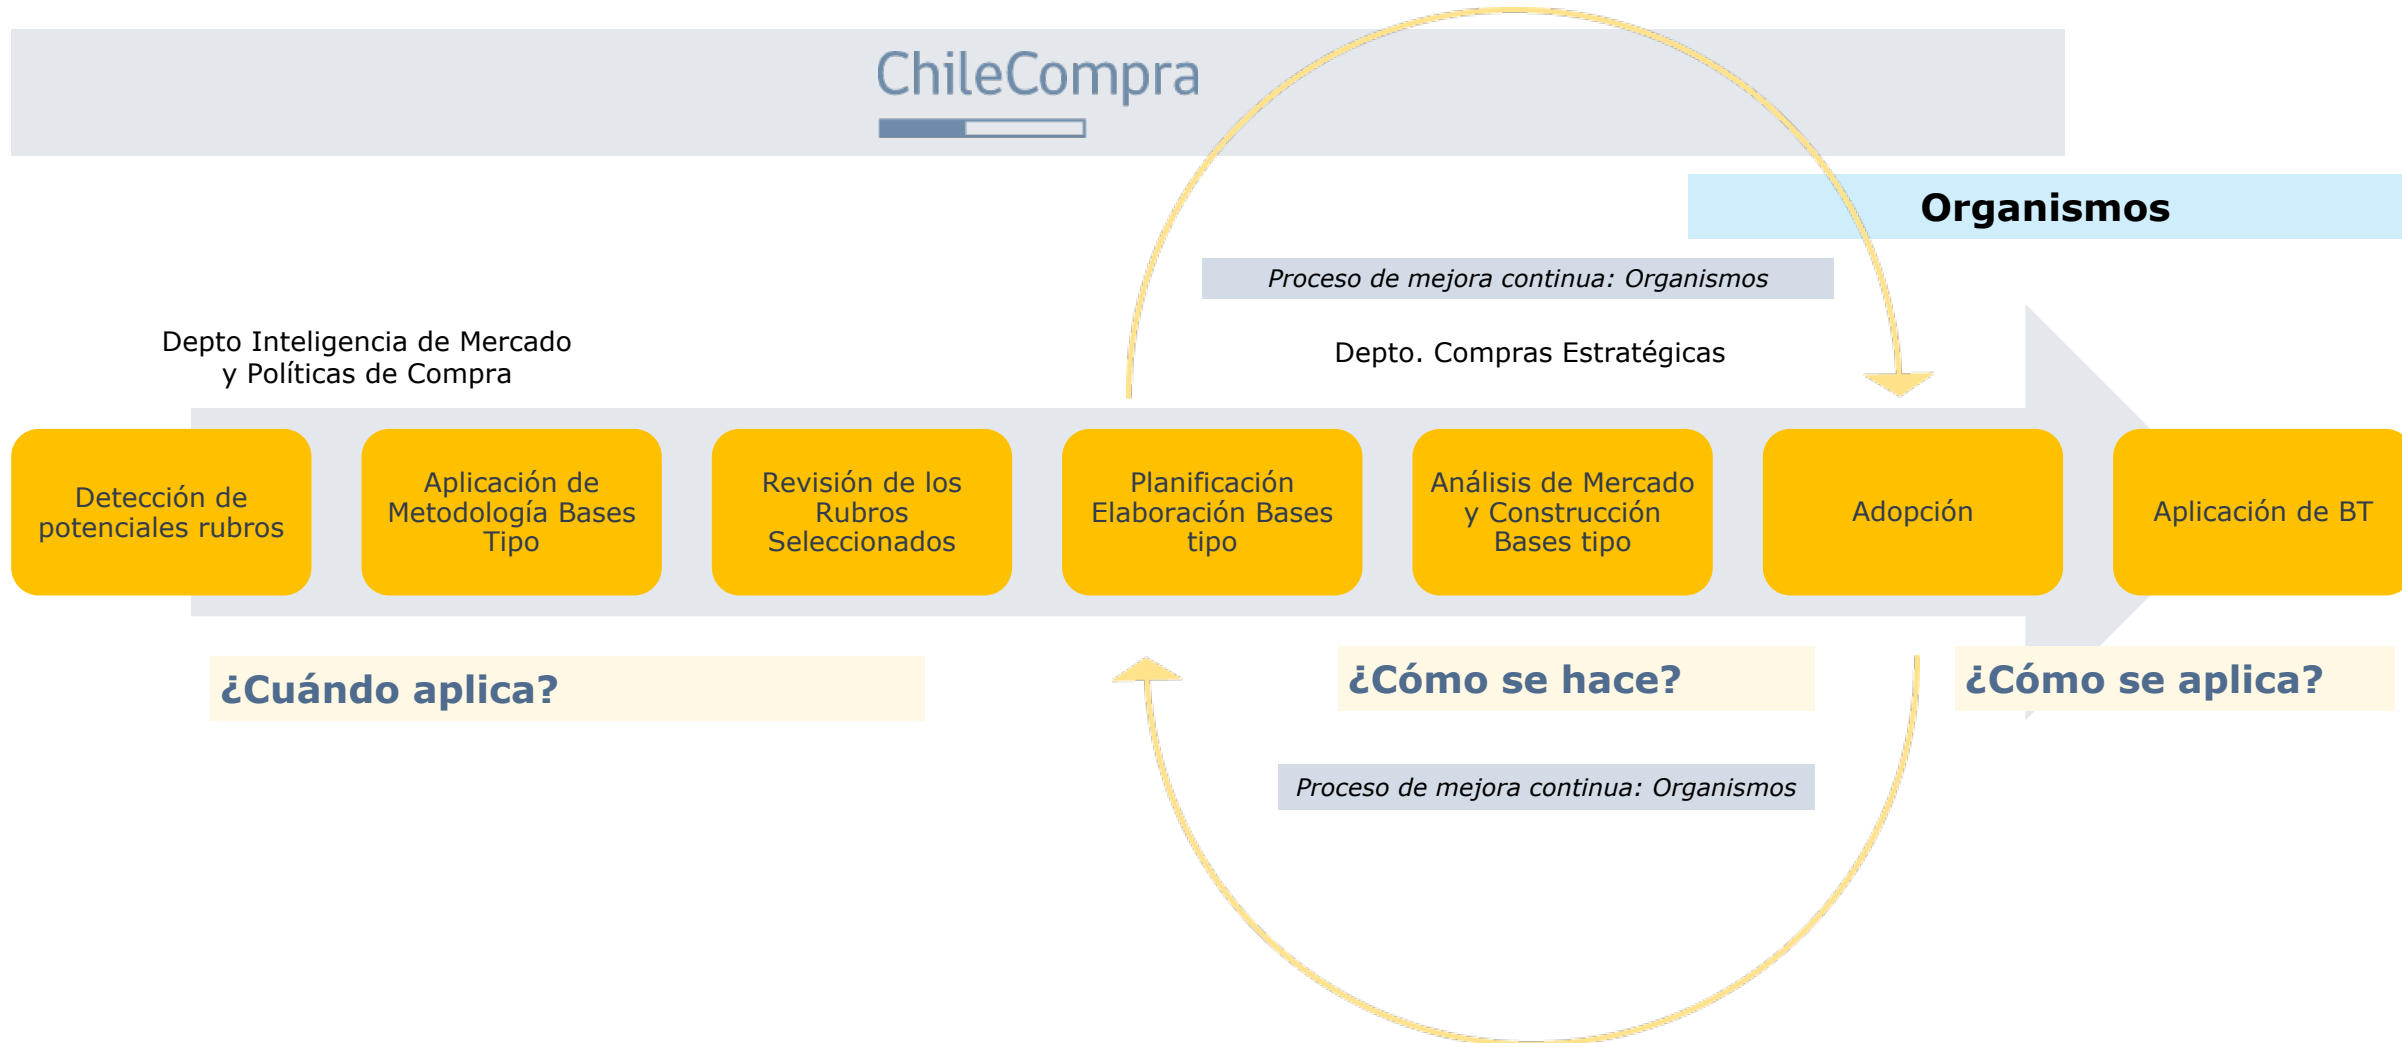 ChileCompra
Organismos
Proceso de mejora continua: Organismos
Depto Inteligencia de Mercado
y Políticas de Compra
Depto. Compras Estratégicas
Detección de
potenciales rubros
Aplicación de
Metodología Bases
Tipo
Revisión de los
Rubros
Seleccionados
Planificación
Elaboración Bases
tipo
Análisis de Mercado
y Construcción
Bases tipo
Adopción
Aplicación de BT
¿Cuándo aplica?
¿Cómo se hace?
¿Cómo se aplica?
Proceso de mejora continua: Organismos